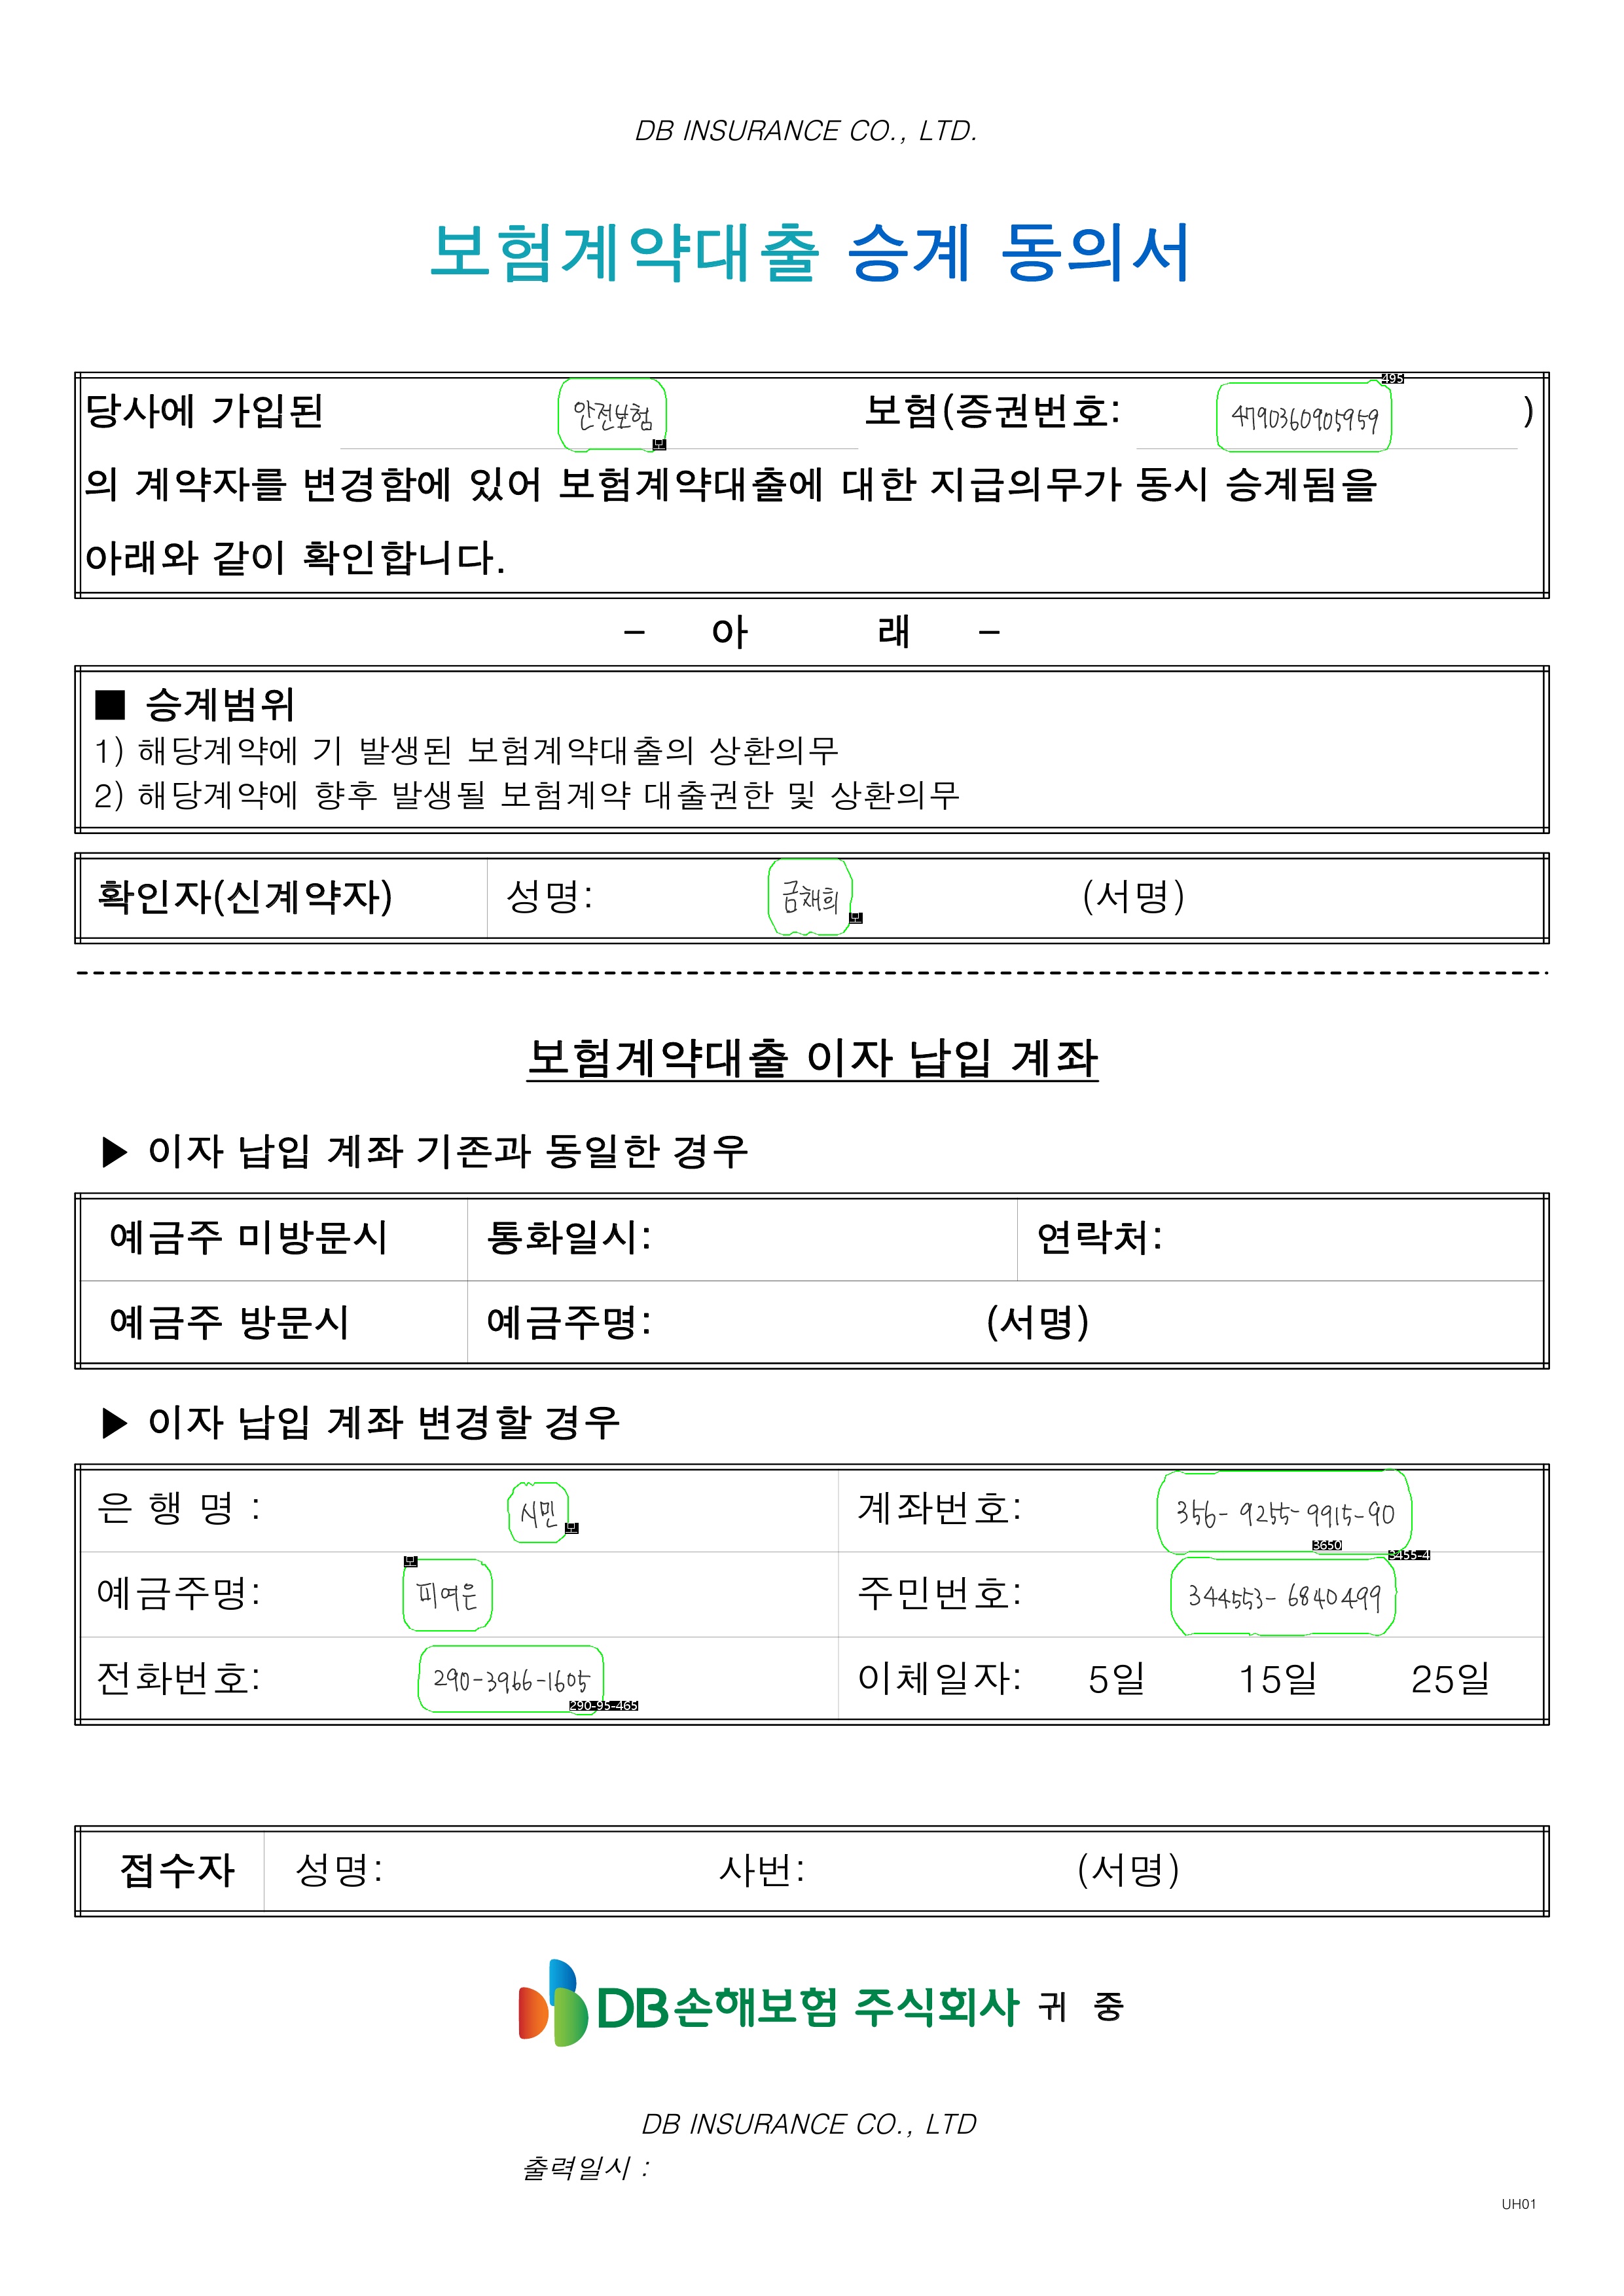 DB INSURANCE CO., LTD.
보험계약대출 승계 동의서
당사에 가입된 안전보험 보험(증권번호: 4790360905959 )
의 계약자를 변경함에 있어 보험계약대출에 대한 지급의무가 동시 승계됨을
아래와 같이 확인합니다.
- 아 래 -
■ 승계범위
1) 해당계약에 기 발생된 보험계약대출의 상환의무
2) 해당계약에 향후 발생될 보험계약 대출권한 및 상환의무
확인자(신계약자) 성명: 금채희 (서명)
보험계약대출 이자 납입 계좌
▶ 이자 납입 계좌 기존과 동일한 경우
예금주 미방문시 통화일시: 연락처:
예금주 방문시 예금주명: (서명)
▶ 이자 납입 계좌 변경할 경우
은 행 명 : 시민 계좌번호: 356-9255-9915-90
예금주명: 피여은 주민번호: 344553-6840499
전화번호: 290-3966-1605 이체일자: 5일 15일 25일
290-95-465
접수자 성명: 사번: (서명)
DB손해보험 주식회사 귀 중
DB INSURANCE CO., LTD
출력일시 :
UH01